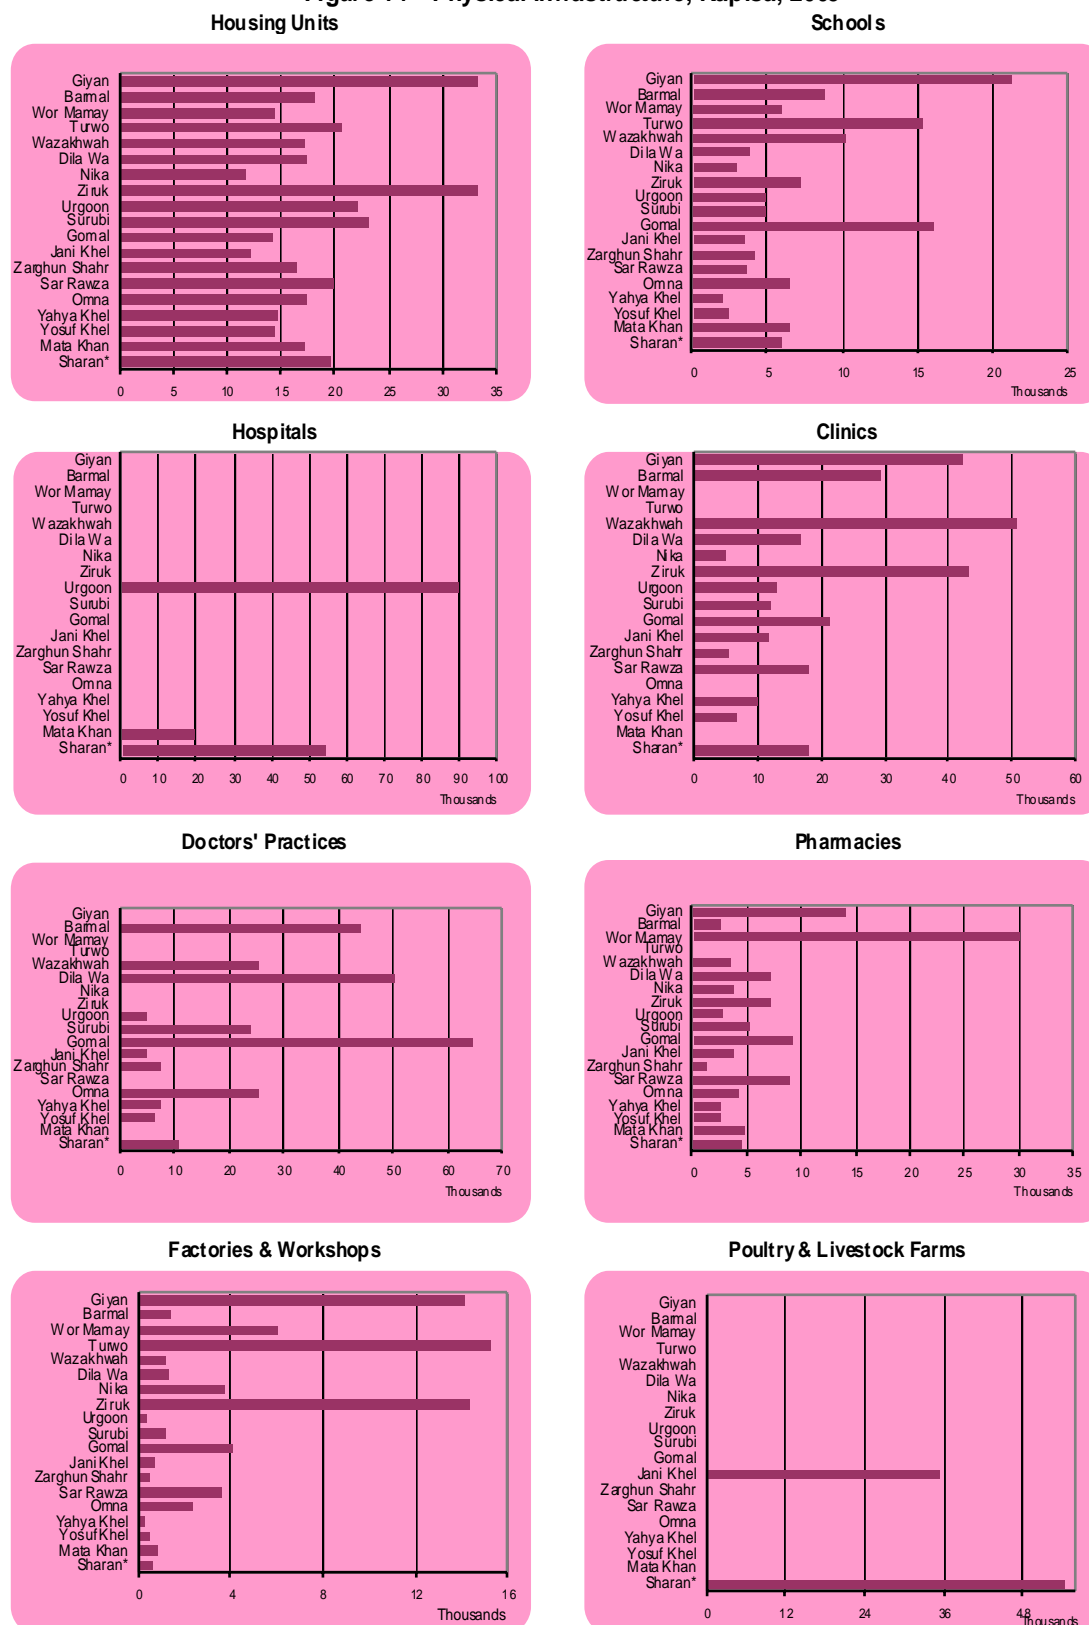 Physical Infrastructure, Kapisa,
Housing Units
Giyan
Barmal
Wor Mamay
Turwo
Wazakhwah
Dila Wa
Nika
Ziruk
Urgoon
Surubi
Gomal
Jani Khel
Zarghun Shahr
Sar Rawza
Omna
Yahya Khel
Yosuf Khel
Mata Khan
Sharan*
0 5 10 15 20 25 30 35
Schools
Giyan
Barmal
Wor Mamay
Turwo
Wazakhwah
Dila Wa
Nika
Ziruk
Urgoon
Surubi
Gomal
Jani Khel
Zarghun Shahr
Sar Rawza
Omna
Yahya Khel
Yosuf Khel
Mata Khan
Sharan*
0 5 10 15 20 25
Thousands
Hospitals
Giyan
Barmal
Wor Mamay
Turwo
Wazakhwah
Dila Wa
Nika
Ziruk
Urgoon
Surubi
Gomal
Jani Khel
Zarghun Shahr
Sar Rawza
Omna
Yahya Khel
Yosuf Khel
Mata Khan
Sharan*
0 10 20 30 40 50 60 70 80 90 100
Thousands
Clinics
Giyan
Barmal
Wor Mamay
Turwo
Wazakhwah
Dila Wa
Nika
Ziruk
Urgoon
Surubi
Gomal
Jani Khel
Zarghun Shahr
Sar Rawza
Omna
Yahya Khel
Yosuf Khel
Mata Khan
Sharan*
0 10 20 30 40 50 60
Thousands
Doctors' Practices
Giyan
Barmal
Wor Mamay
Turwo
Wazakhwah
Dila Wa
Nika
Ziruk
Urgoon
Surubi
Gomal
Jani Khel
Zarghun Shahr
Sar Rawza
Omna
Yahya Khel
Yosuf Khel
Mata Khan
Sharan*
0 10 20 30 40 50 60 70
Thousands
Pharmacies
Giyan
Barmal
Wor Mamay
Turwo
Wazakhwah
Dila Wa
Nika
Ziruk
Urgoon
Surubi
Gomal
Jani Khel
Zarghun Shahr
Sar Rawza
Omna
Yahya Khel
Yosuf Khel
Mata Khan
Sharan*
0 5 10 15 20 25 30 35
Thousands
Factories & Workshops
Giyan
Barmal
Wor Mamay
Turwo
Wazakhwah
Dila Wa
Nika
Ziruk
Urgoon
Surubi
Gomal
Jani Khel
Zarghun Shahr
Sar Rawza
Omna
Yahya Khel
Yosuf Khel
Mata Khan
Sharan*
0 4 8 12 16
Thousands
Poultry & Livestock Farms
Giyan
Barmal
Wor Mamay
Turwo
Wazakhwah
Dila Wa
Nika
Ziruk
Urgoon
Surubi
Gomal
Jani Khel
Zarghun Shahr
Sar Rawza
Omna
Yahya Khel
Yosuf Khel
Mata Khan
Sharan*
0 12 24 36 48
Thousands